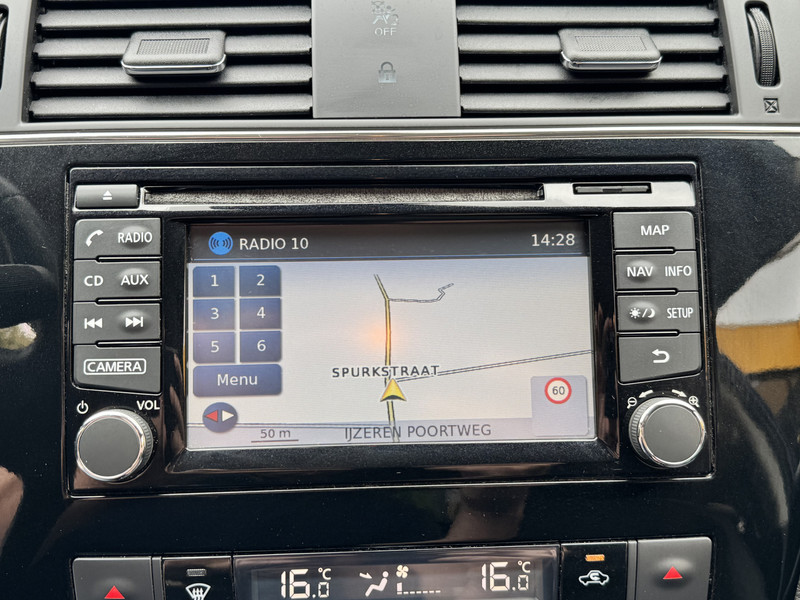 OFF
RADIO
CD AUX
CAMERA
VOL
RADIO 10 14:28
1 2
3 4
5 6
Menu
SPURKSTRAAT
60
50 m IJZEREN POORTWEG
MAP
NAV INFO
SETUP
16.0 °C
16.0 °C